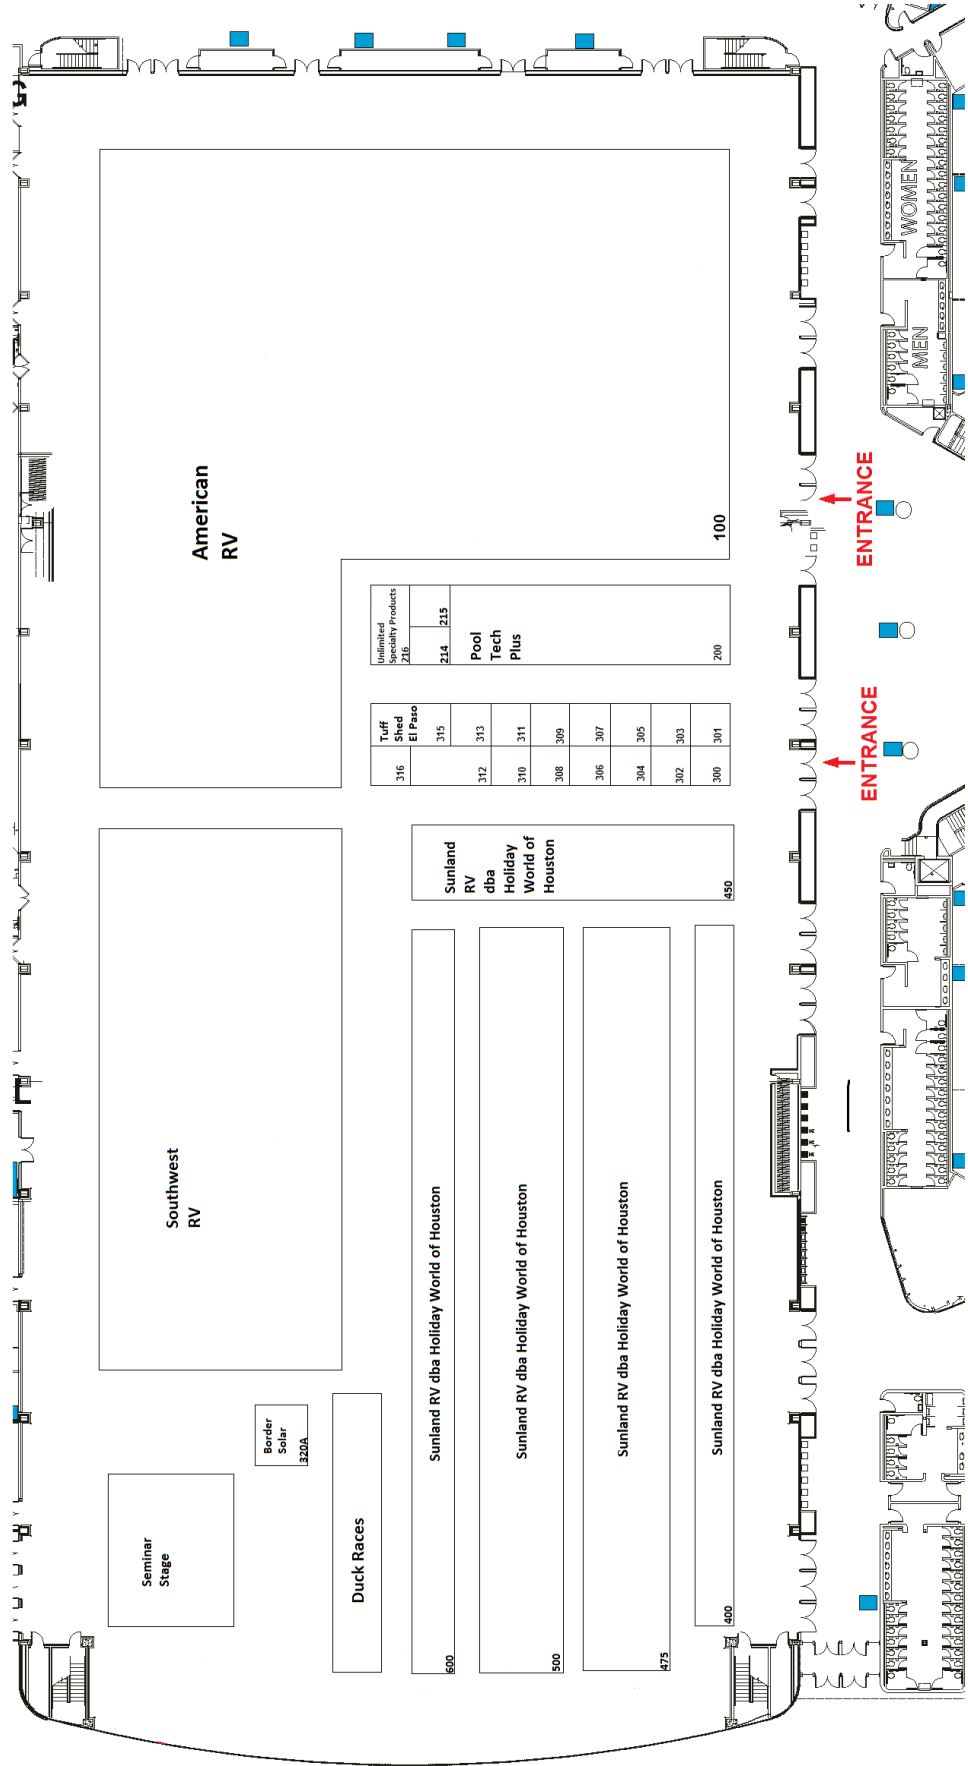 WOMEN
MEN
ENTRANCE
ENTRANCE
American
RV
100
Unlimited
Specialty Products
216
214
215
Pool
Tech
Plus
200
Tuff
Shed
El Paso
315
313
311
309
307
305
303
301
316
312
310
308
306
304
302
300
Sunland
RV
dba
Holiday
World of
Houston
450
Southwest
RV
Sunland RV dba Holiday World of Houston
600
Sunland RV dba Holiday World of Houston
500
Sunland RV dba Holiday World of Houston
475
Sunland RV dba Holiday World of Houston
400
Border
Solar
320A
Seminar
Stage
Duck Races